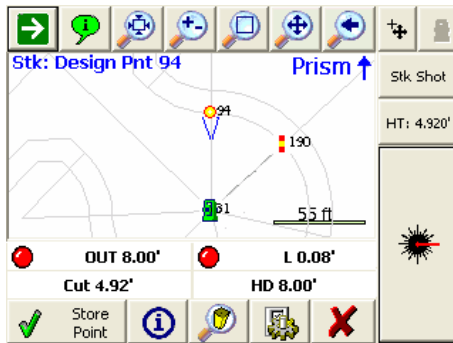 Stk: Design Pnt 94
Prism
Stk Shot
94
HT: 4.920'
190
55 ft
OUT 8.00'
L 0.08'
Cut 4.92'
HD 8.00'
Store
Point